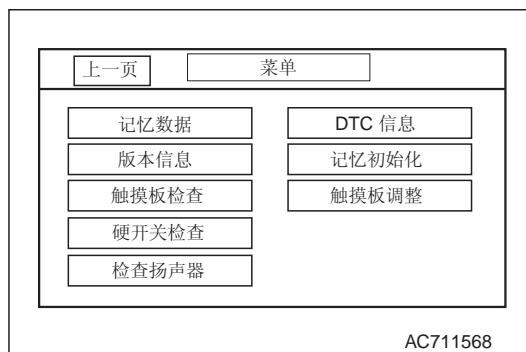 上一页 菜单
记忆数据 DTC 信息
版本信息 记忆初始化
触摸板检查 触摸板调整
硬开关检查
检查扬声器
AC711568